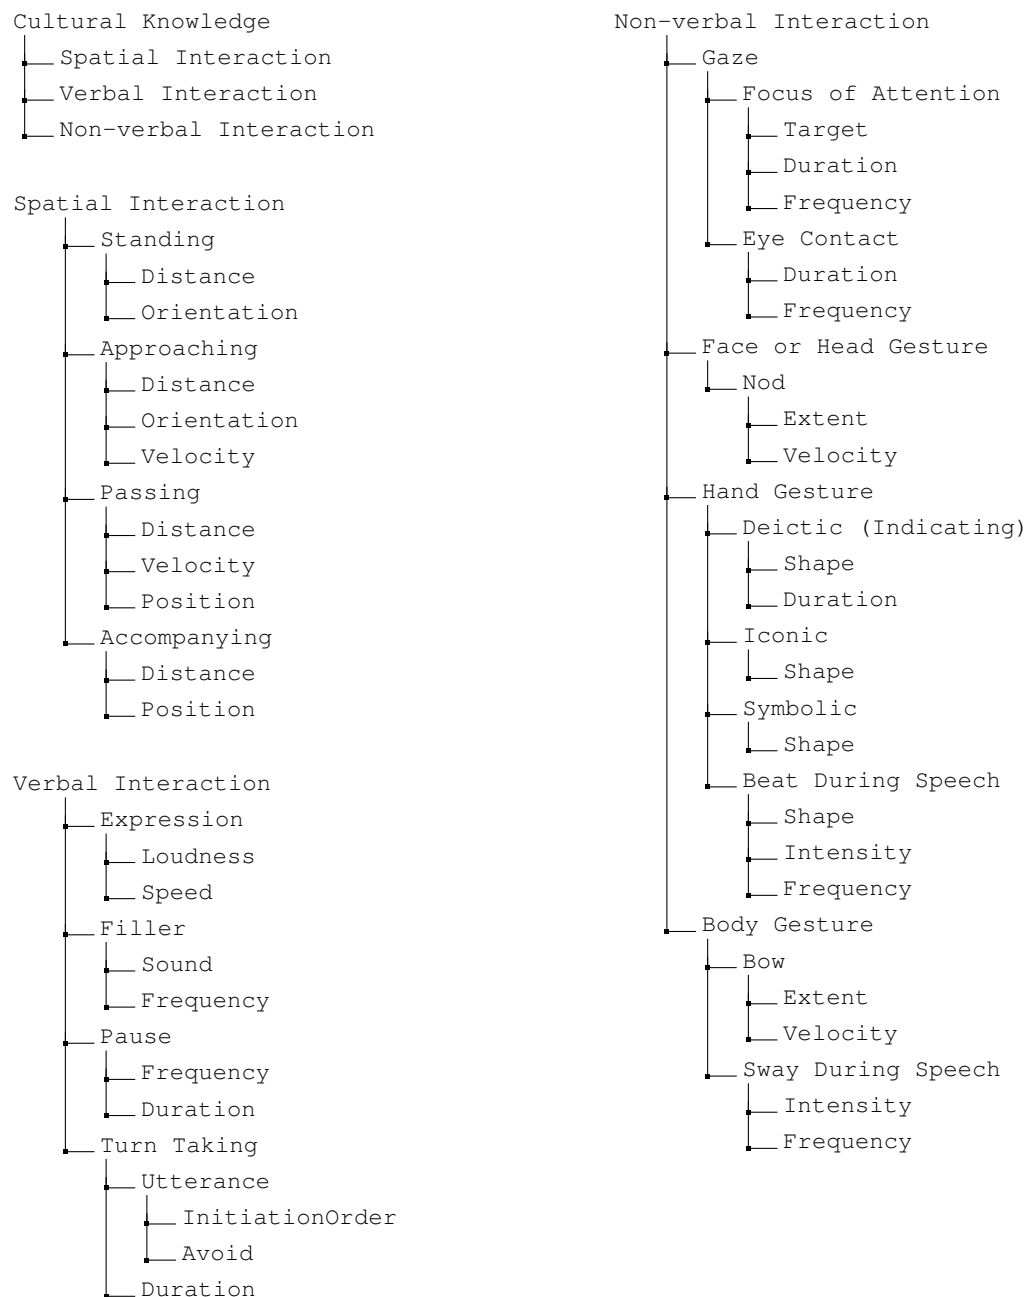 Cultural Knowledge
Spatial Interaction
Verbal Interaction
Non-verbal Interaction
Spatial Interaction
Standing
Distance
Orientation
Approaching
Distance
Orientation
Velocity
Passing
Distance
Velocity
Position
Accompanying
Distance
Position
Verbal Interaction
Expression
Loudness
Speed
Filler
Sound
Frequency
Pause
Frequency
Duration
Turn Taking
Utterance
InitiationOrder
Avoid
Duration
Non-verbal Interaction
Gaze
Focus of Attention
Target
Duration
Frequency
Eye Contact
Duration
Frequency
Face or Head Gesture
Nod
Extent
Velocity
Hand Gesture
Deictic (Indicating)
Shape
Duration
Iconic
Shape
Symbolic
Shape
Beat During Speech
Shape
Intensity
Frequency
Body Gesture
Bow
Extent
Velocity
Sway During Speech
Intensity
Frequency